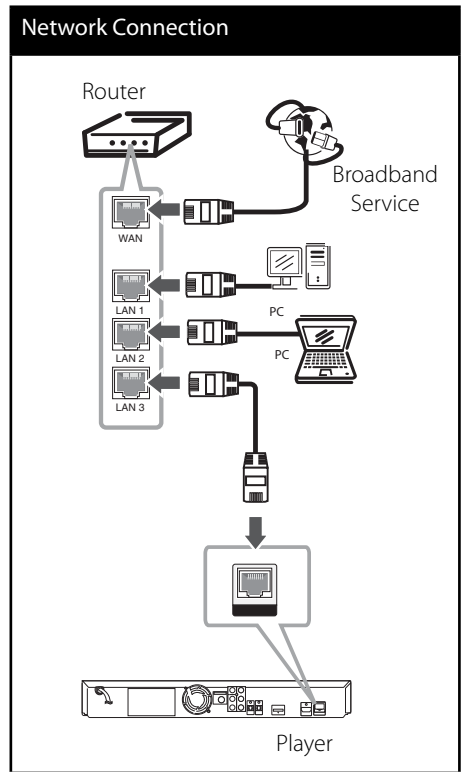 Network Connection
Router
Broadband
Service
WAN
LAN 1
PC
LAN 2
PC
LAN 3
Player